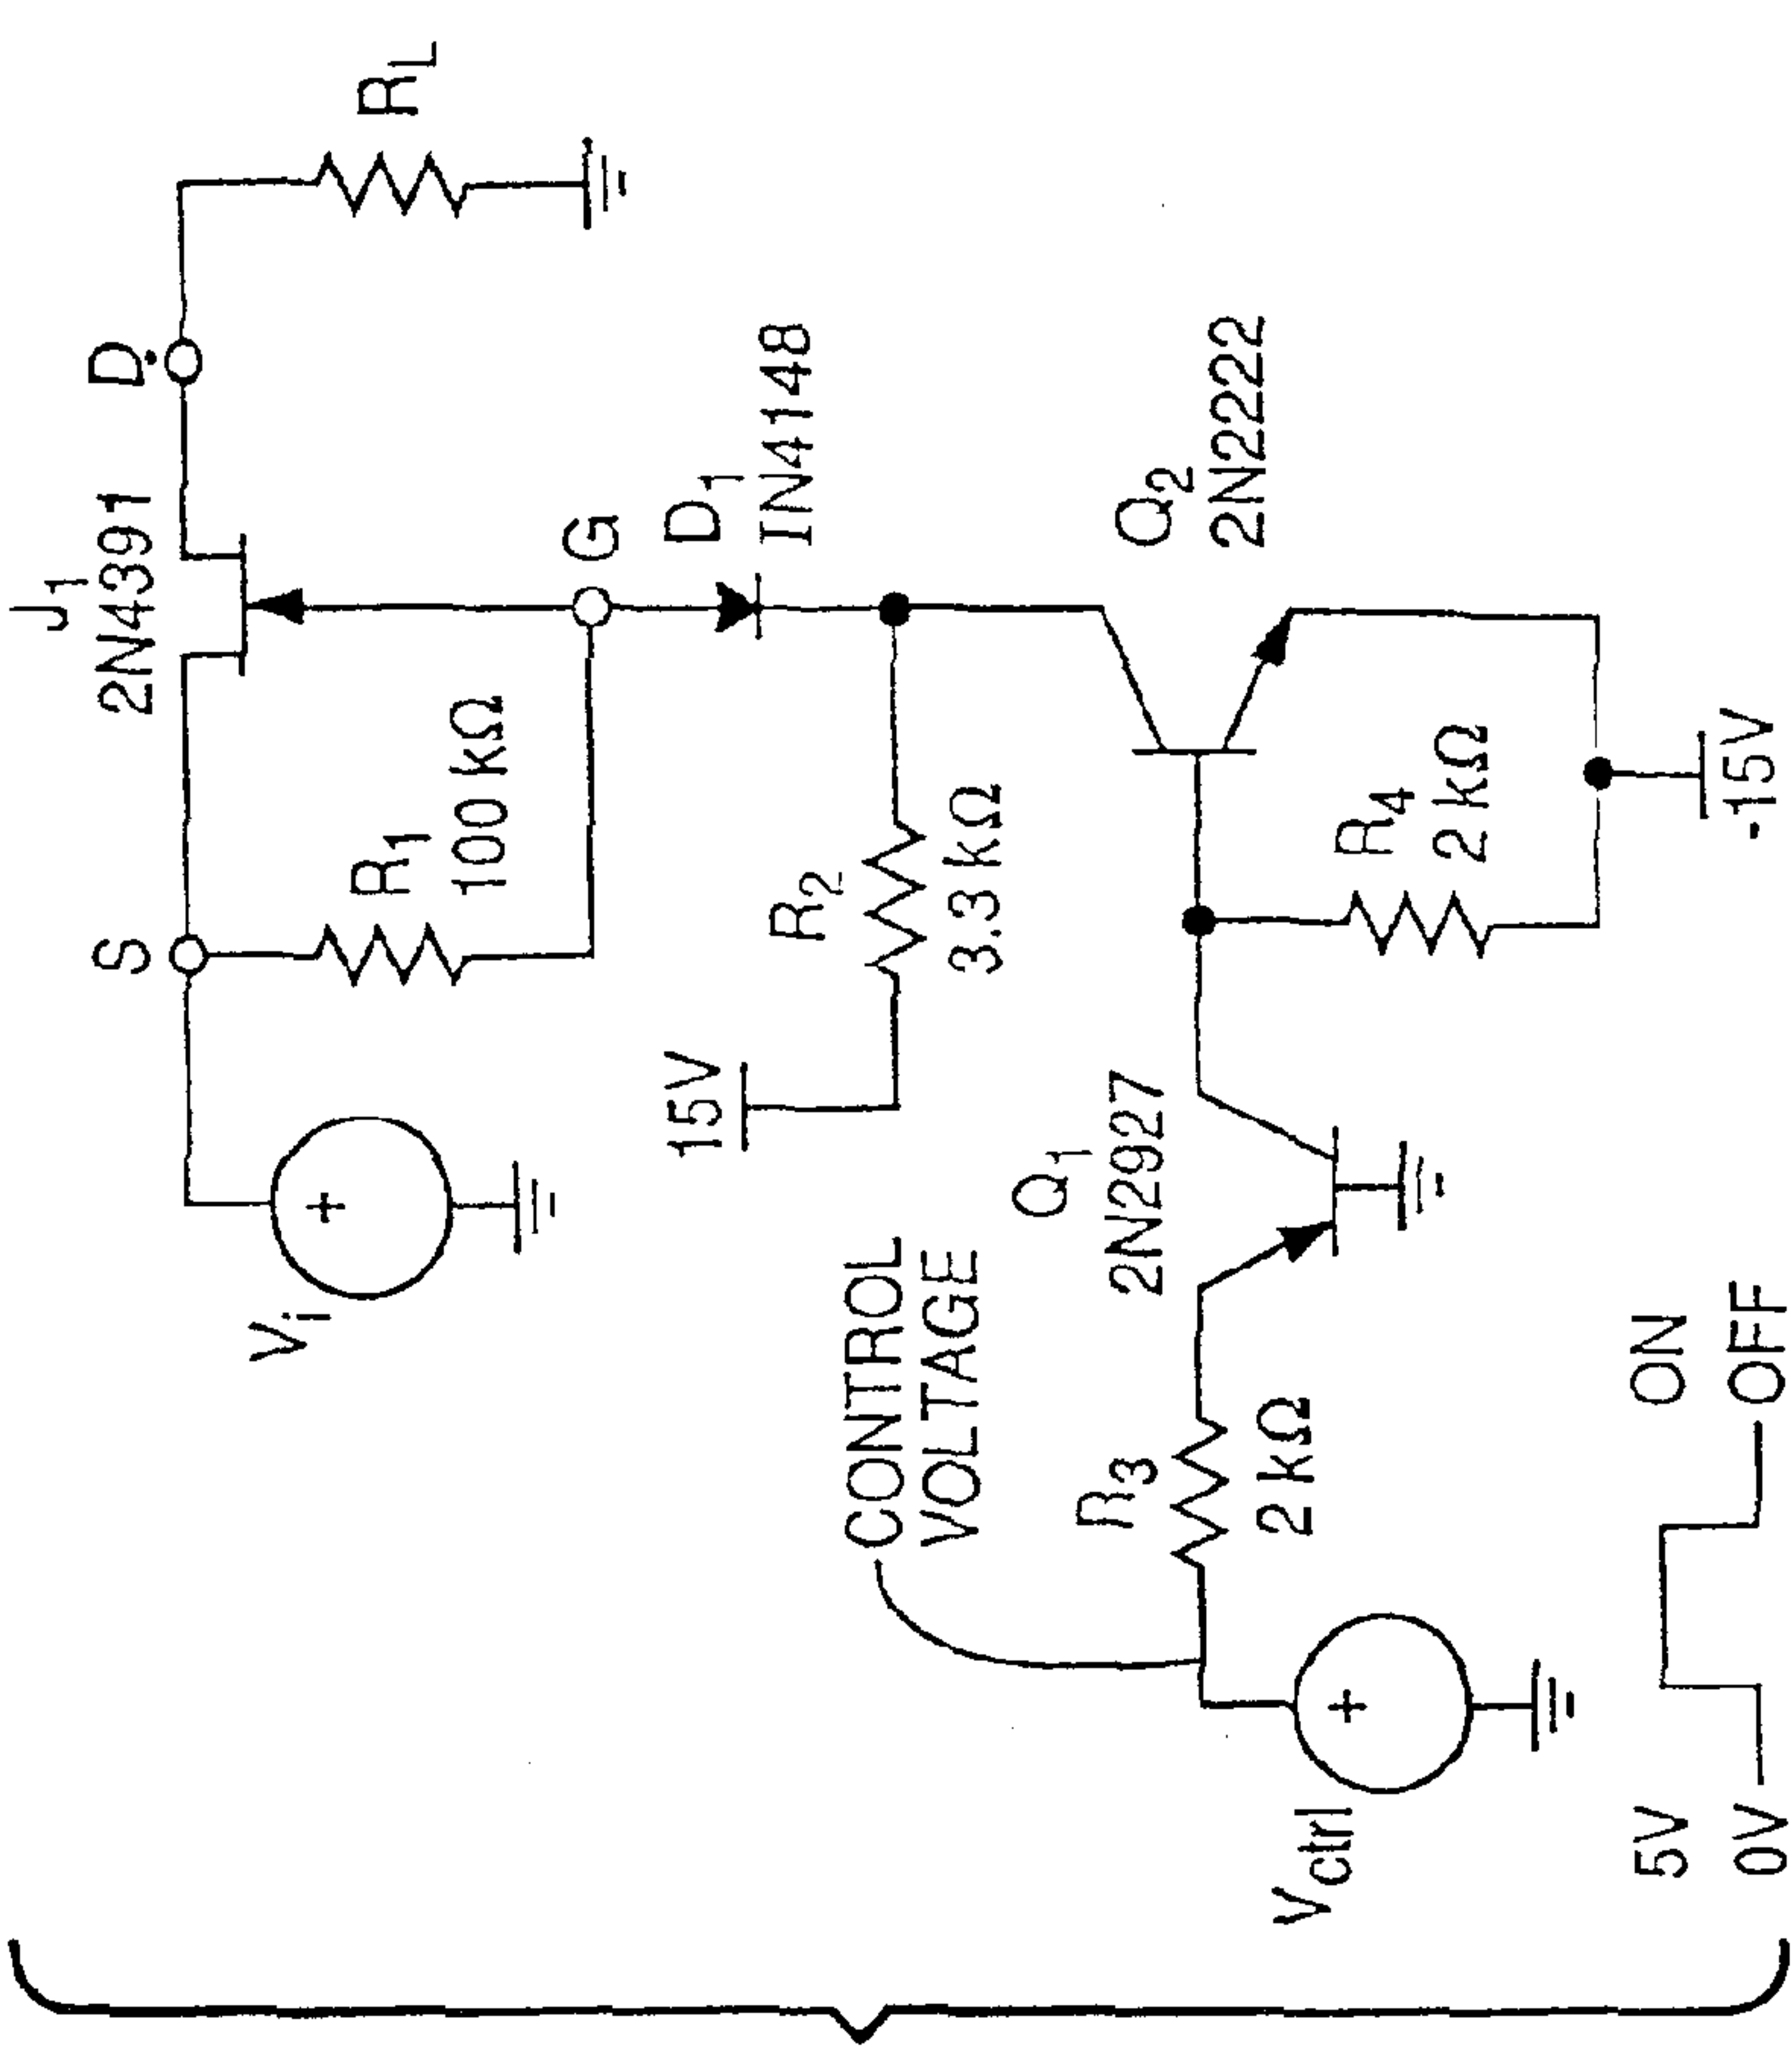 J1
2N4391
S
D
R1
100 kΩ
G
RL
Vi
D1
IN4148
15V
R2
3.3 kΩ
CONTROL
VOLTAGE
Q1
2N2927
Q2
2N2222
R3
2 kΩ
R4
2 kΩ
Vctrl
-15V
5V
ON
0V
OFF